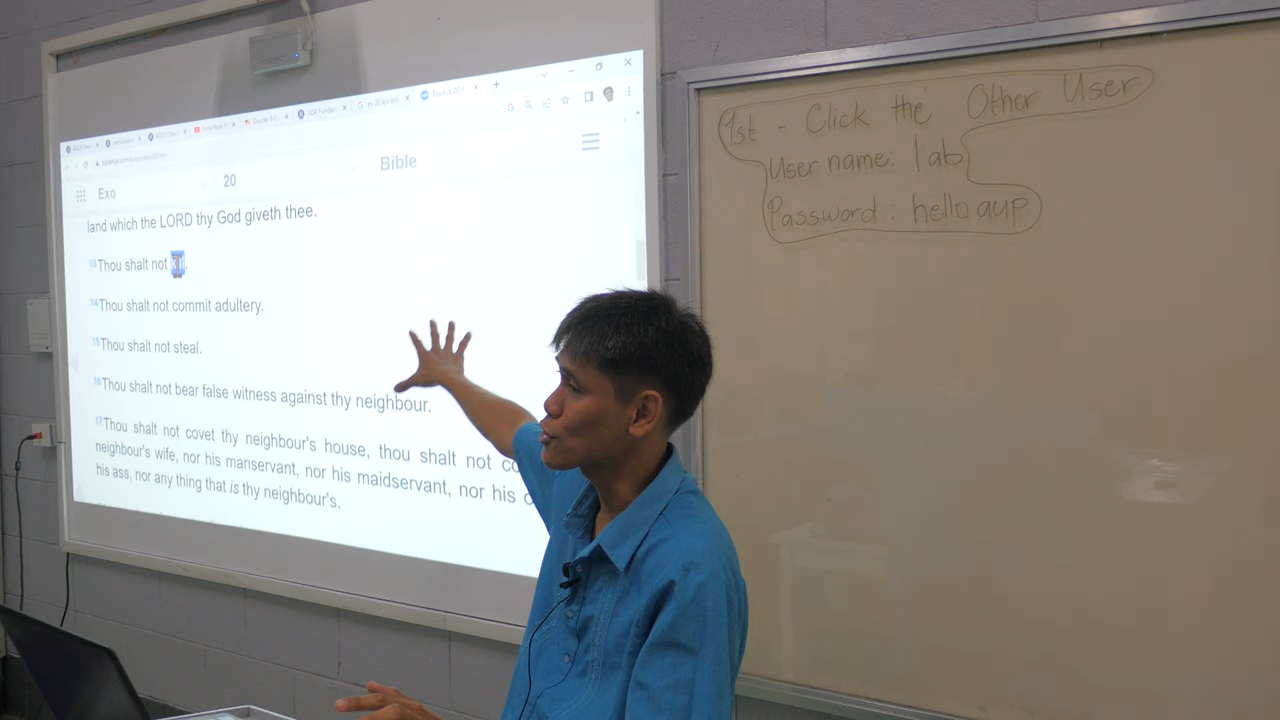 Exodus 20:1
Exo
20
Bible
land which the LORD thy God giveth thee.
13 Thou shalt not
14 Thou shalt not commit adultery.
15 Thou shalt not steal.
16 Thou shalt not bear false witness against thy neighbour.
17 Thou shalt not covet thy neighbour's house, thou shalt not
neighbour's wife, nor his manservant, nor his maidservant, nor his
his ass, nor any thing that is thy neighbour's.
1st - Click the Other User
User name: lab
Password: hello aup